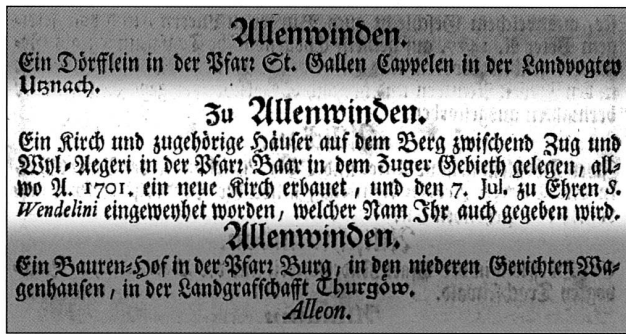 Allenwinden.
Ein Dörfflein in der Pfarr St. Gallen Cappelen in der Landvogtey
Utznach.
Zu Allenwinden.
Ein Kirch und zugehörige Häuser auf dem Berg zwischend Zug und
Wyl-Aegeri in der Pfarr Baar in dem Zuger Gebieth gelegen, all-
wo A. 1701. ein neue Kirch erbauet, und den 7. Jul. zu Ehren S.
Wendelini eingeweyhet worden, welcher Nam Ihr auch gegeben wird.
Allenwinden.
Ein Bauren-Hof in der Pfarr Burg, in den niederen Gerichten Wa-
genhausen, in der Landgraffschafft Thurgöw.
Alleon.